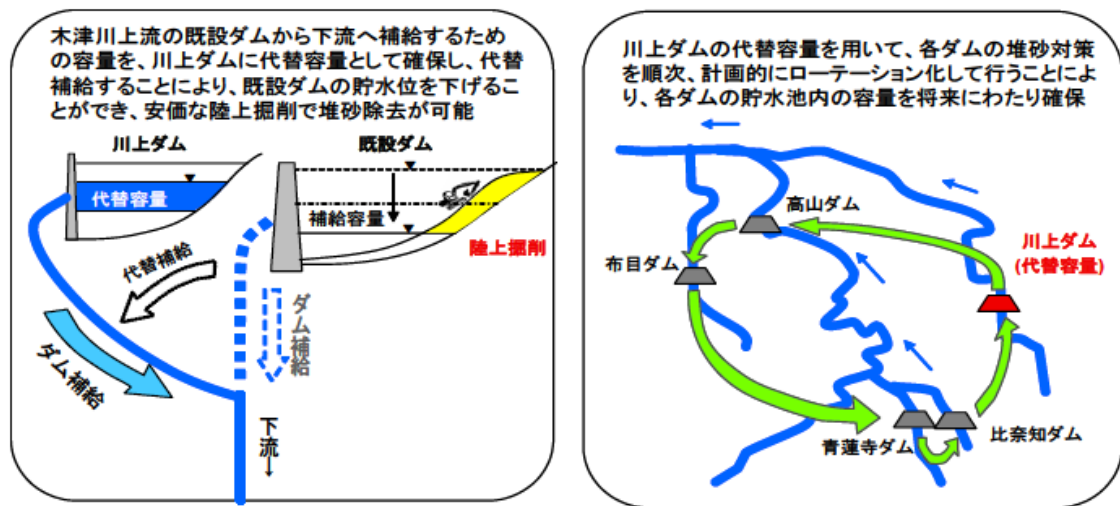 木津川上流の既設ダムから下流へ補給するため
の容量を、川上ダムに代替容量として確保し、代替
補給することにより、既設ダムの貯水位を下げるこ
とができ、安価な陸上掘削で堆砂除去が可能
川上ダム
既設ダム
代替容量
補給容量
陸上掘削
代替補給
ダム補給
ダム補給
下流→
川上ダムの代替容量を用いて、各ダムの堆砂対策
を順次、計画的にローテーション化して行うことによ
り、各ダムの貯水池内の容量を将来にわたり確保
高山ダム
川上ダム
(代替容量)
布目ダム
青蓮寺ダム
比奈知ダム